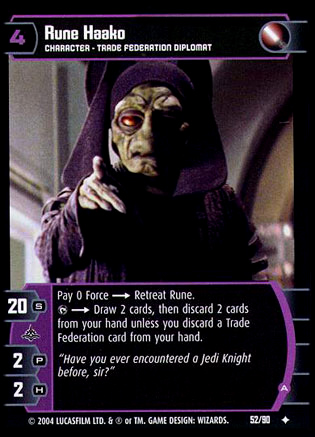 4 Rune Haako
CHARACTER - TRADE FEDERATION DIPLOMAT
Pay 0 Force → Retreat Rune.
20 S
→ Draw 2 cards, then discard 2 cards
from your hand unless you discard a Trade
Federation card from your hand.
2 P
"Have you ever encountered a Jedi Knight
before, sir?"
2 H
A
© 2004 LUCASFILM LTD. & ® or TM. GAME DESIGN: WIZARDS. 52/90